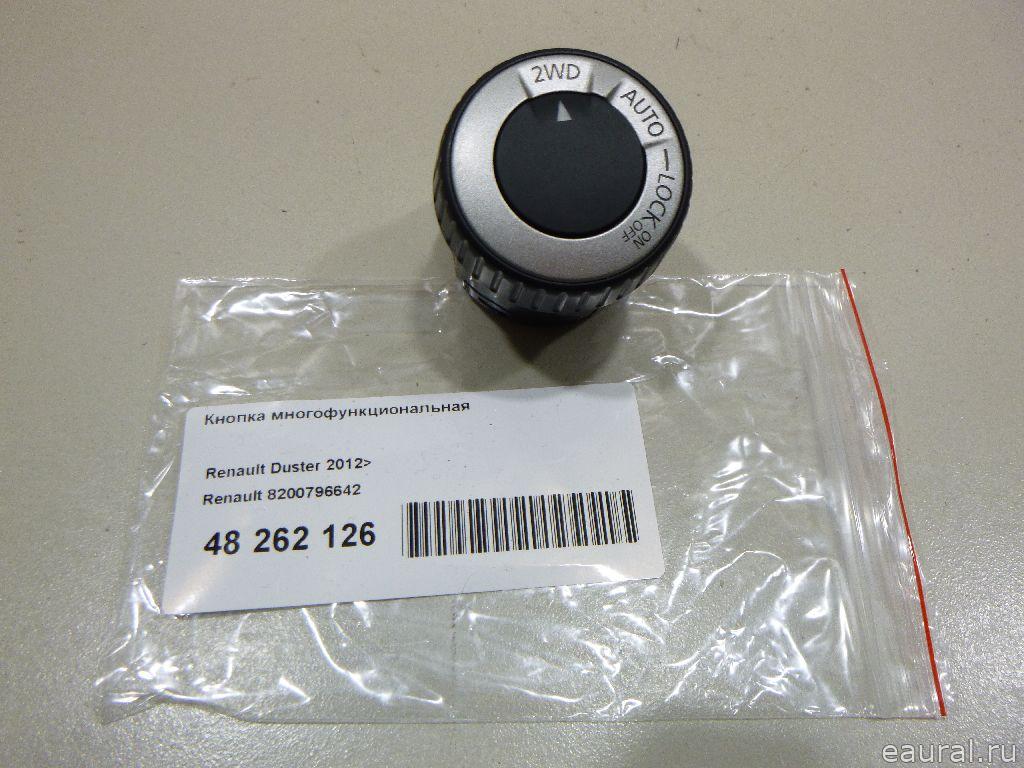 2WD
AUTO
LOCK
ON
OFF
Кнопка многофункциональная
Renault Duster 2012>
Renault 8200796642
48 262 126
eaural.ru